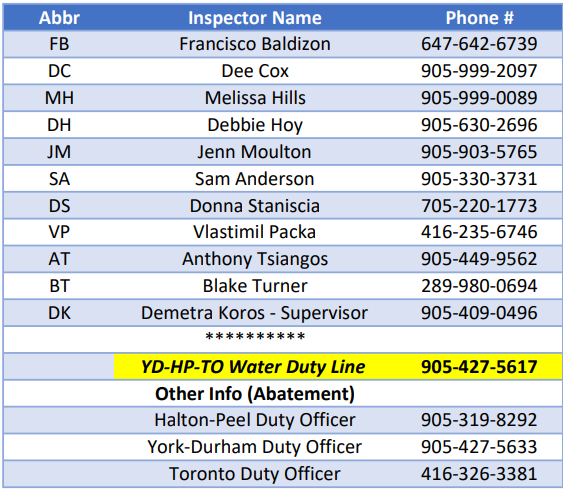 Abbr Inspector Name Phone #
FB Francisco Baldizon 647-642-6739
DC Dee Cox 905-999-2097
MH Melissa Hills 905-999-0089
DH Debbie Hoy 905-630-2696
JM Jenn Moulton 905-903-5765
SA Sam Anderson 905-330-3731
DS Donna Staniscia 705-220-1773
VP Vlastimil Packa 416-235-6746
AT Anthony Tsiangos 905-449-9562
BT Blake Turner 289-980-0694
DK Demetra Koros - Supervisor 905-409-0496
**********
YD-HP-TO Water Duty Line 905-427-5617
Other Info (Abatement)
Halton-Peel Duty Officer 905-319-8292
York-Durham Duty Officer 905-427-5633
Toronto Duty Officer 416-326-3381